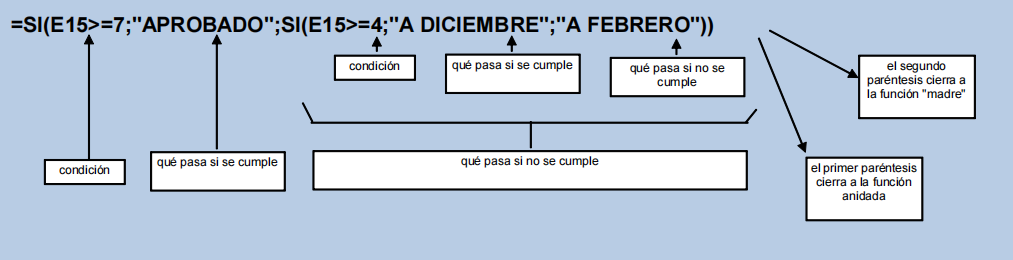 =SI(E15>=7;"APROBADO";SI(E15>=4;"A DICIEMBRE";"A FEBRERO"))
condición
qué pasa si se cumple
qué pasa si no se
cumple
el segundo
paréntesis cierra a
la función "madre"
condición
qué pasa si se cumple
qué pasa si no se cumple
el primer paréntesis
cierra a la función
anidada